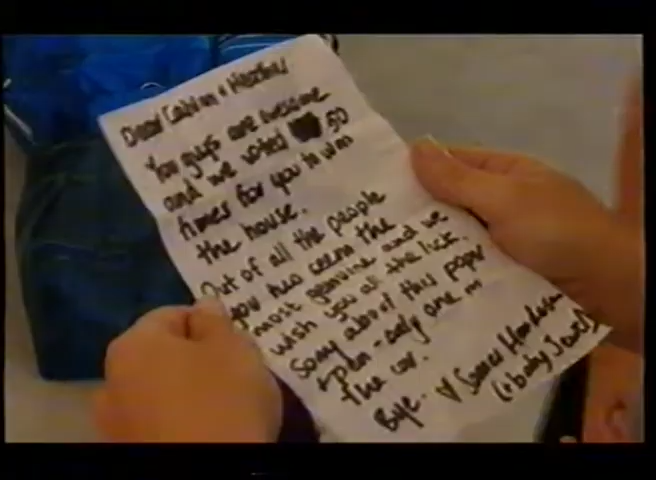 Dear Calvin + Heather
You guys are awesome
and we voted 50
times for you to win
the house.
Out of all the people
you two seem the
most genuine and we
wish you all the luck.
Sorry about this paper
+ Pen - only one in
the car.
Bye. ♥
(+ baby